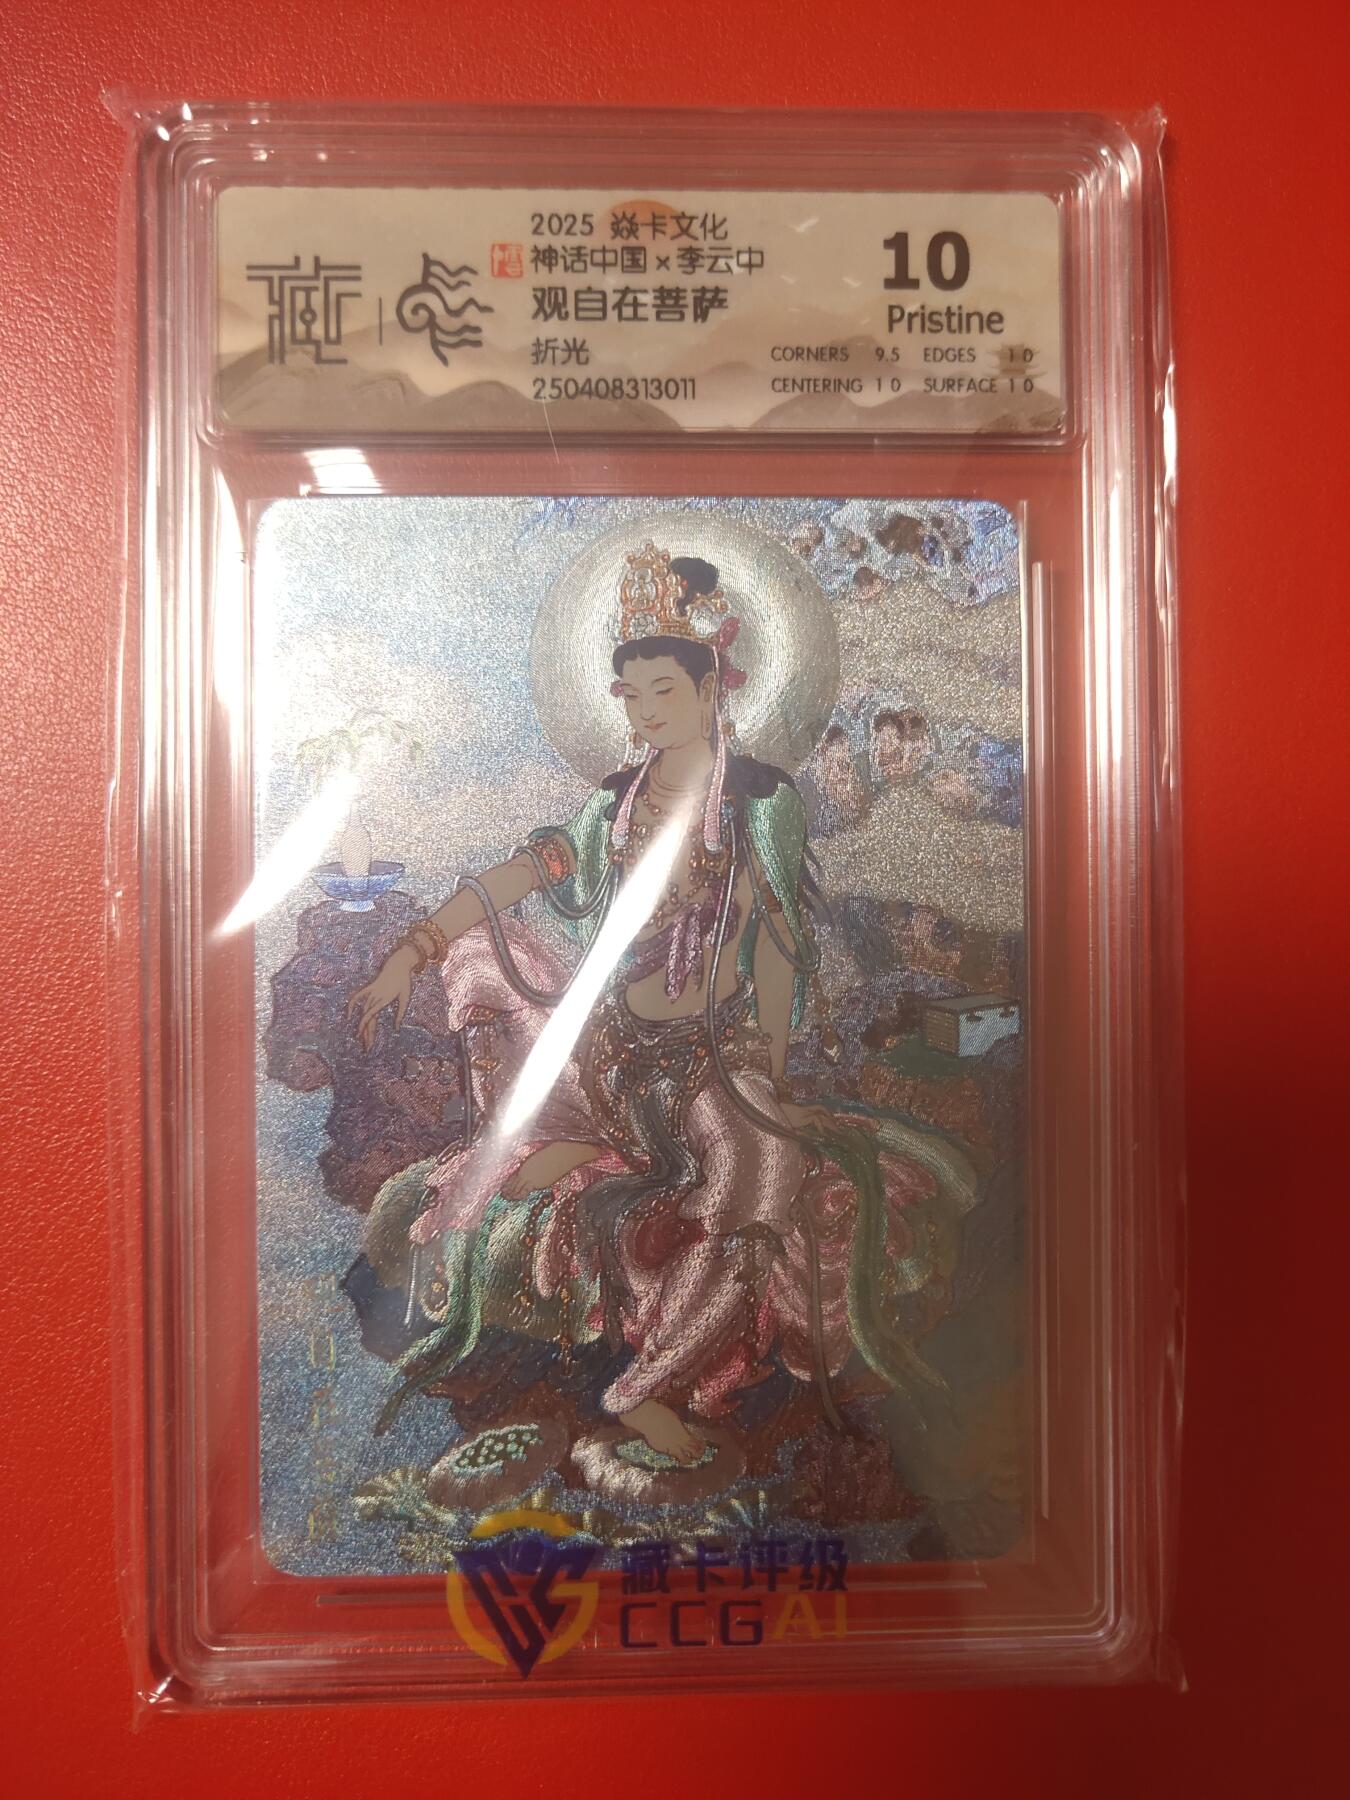 2025 焱卡文化
神话中国 x 李云中
观自在菩萨
折光
250408313011
10
Pristine
CORNERS 9.5 EDGES 10
CENTERING 10 SURFACE 10
藏卡评级
CCGAI